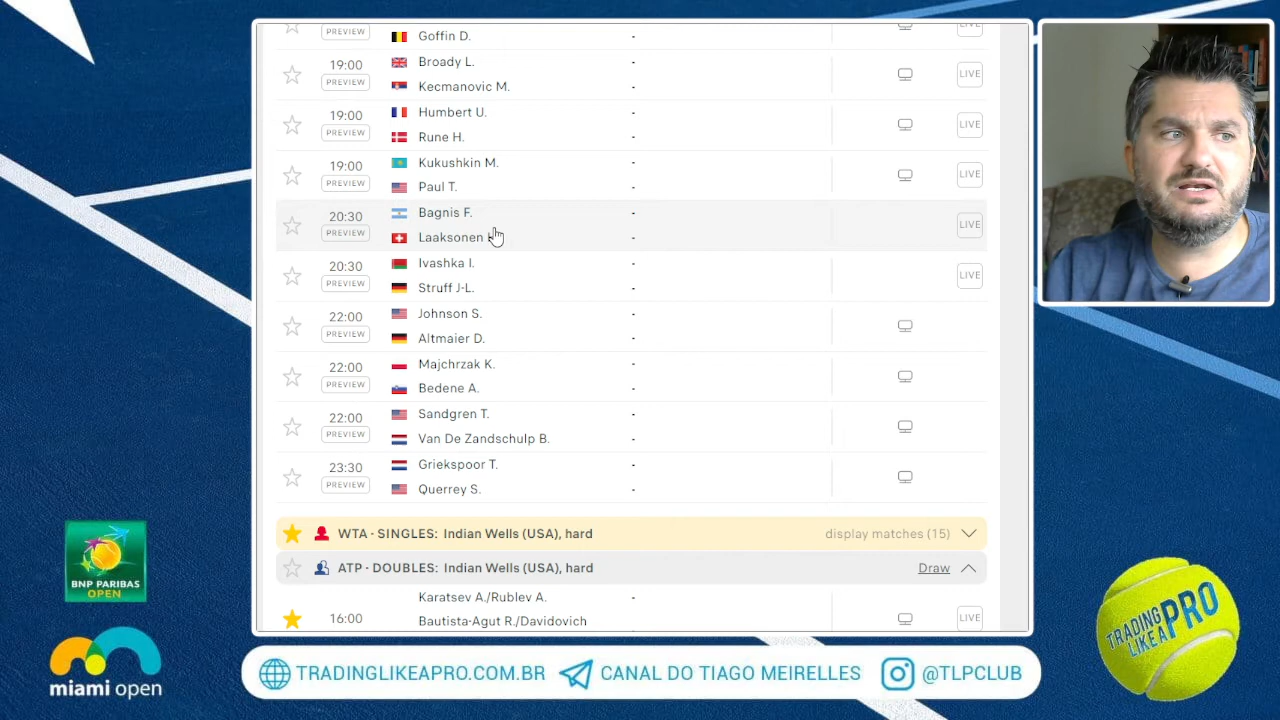 PREVIEW
Goffin D.
-
LIVE
19:00
PREVIEW
Broady L.
-
Kecmanovic M.
-
LIVE
19:00
PREVIEW
Humbert U.
-
Rune H.
-
LIVE
19:00
PREVIEW
Kukushkin M.
-
Paul T.
-
LIVE
20:30
PREVIEW
Bagnis F.
-
Laaksonen
-
LIVE
20:30
PREVIEW
Ivashka I.
-
Struff J-L.
-
LIVE
22:00
PREVIEW
Johnson S.
-
Altmaier D.
-
22:00
PREVIEW
Majchrzak K.
-
Bedene A.
-
22:00
PREVIEW
Sandgren T.
-
Van De Zandschulp B.
-
23:30
PREVIEW
Griekspoor T.
-
Querrey S.
-
WTA - SINGLES: Indian Wells (USA), hard
display matches (15)
ATP - DOUBLES: Indian Wells (USA), hard
Draw
16:00
Karatsev A./Rublev A.
-
Bautista-Agut R./Davidovich
-
LIVE
BNP PARIBAS
OPEN
miami open
TRADINGLIKEAPRO.COM.BR
CANAL DO TIAGO MEIRELLES
@TLPCLUB
TRADING
LIKE A
PRO